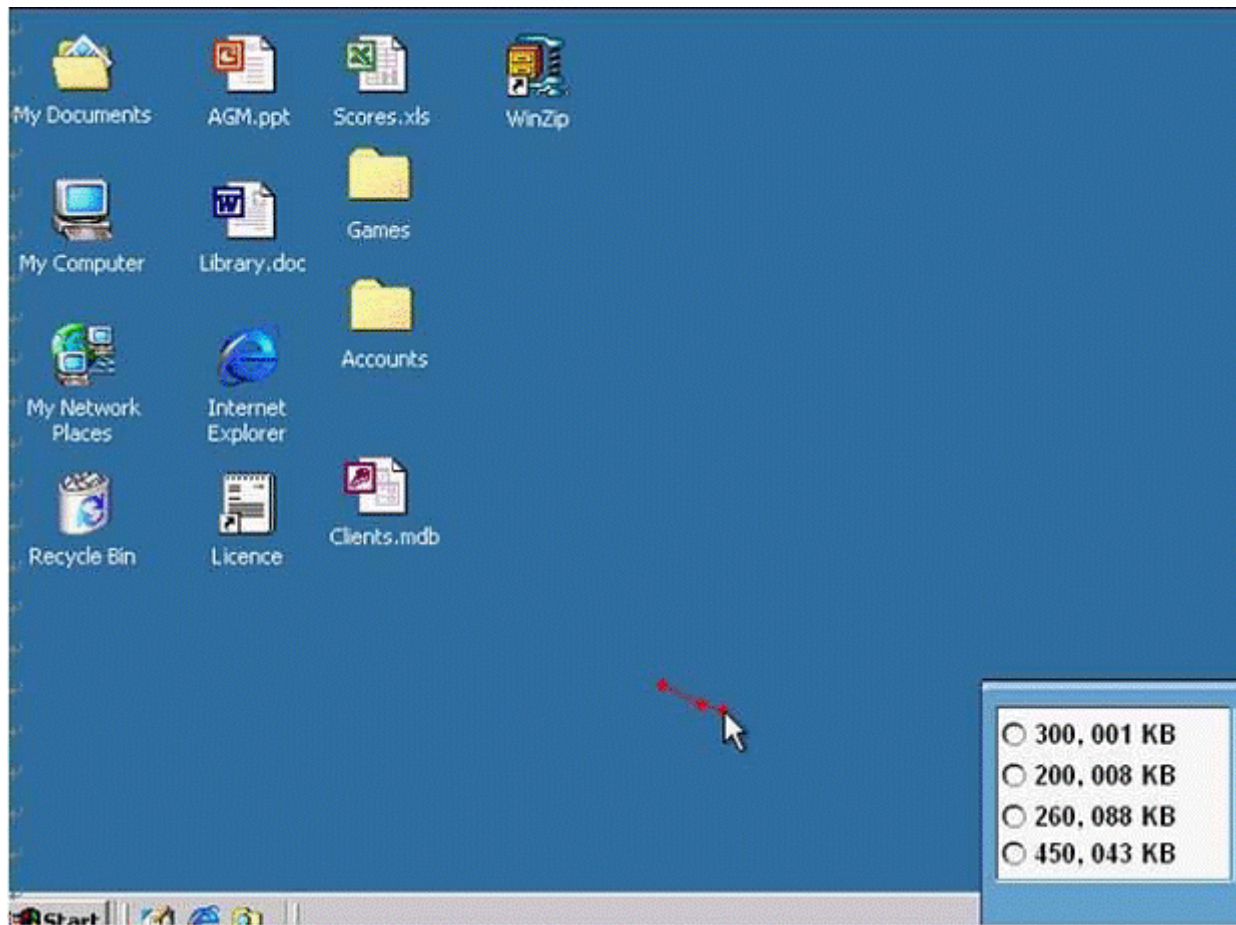 My Documents
AGM.ppt
Scores.xls
WinZip
My Computer
Library.doc
Games
My Network
Places
Internet
Explorer
Accounts
Recycle Bin
Licence
Clients.mdb
300, 001 KB
200, 008 KB
260, 088 KB
450, 043 KB
Start